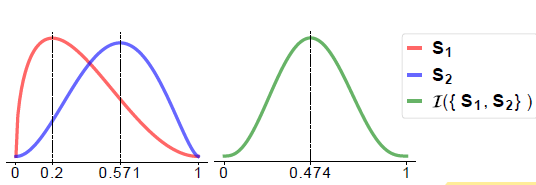 S1
S2
I({ S1, S2} )
0 0.2 0.571 1
0 0.474 1